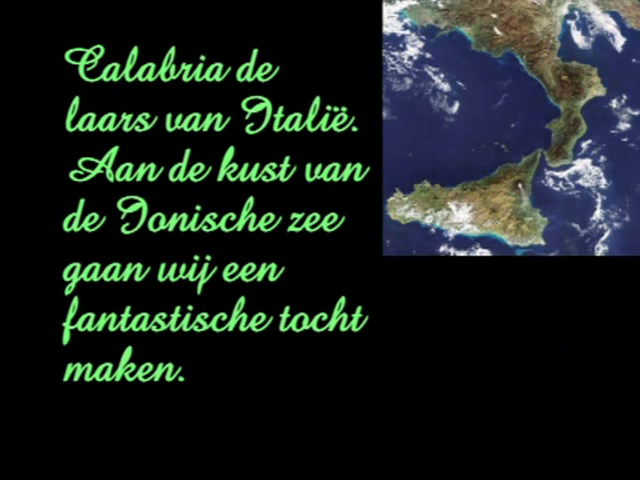 Calabria de
laars van Italië.
Aan de kust van
de Ionische zee
gaan wij een
fantastische tocht
maken.